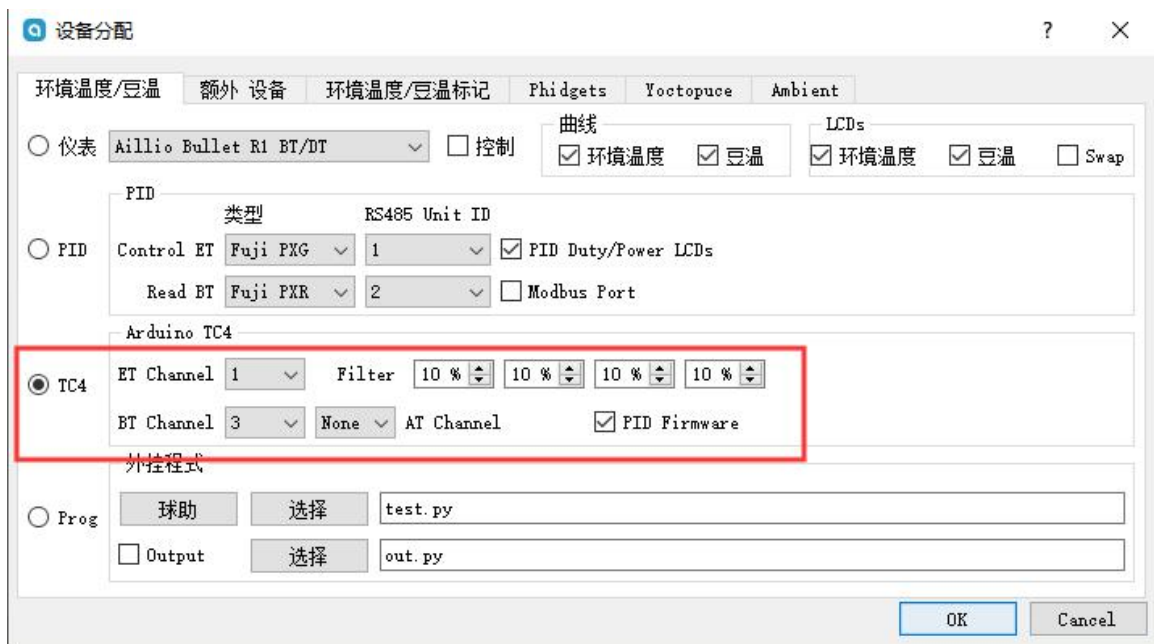 设备分配 ?
环境温度/豆温 额外 设备 环境温度/豆温标记 Phidgets Yoctopuce Ambient
仪表 Aillio Bullet R1 BT/DT 控制
曲线
环境温度 豆温
LCDs
环境温度 豆温 Swap
PID
类型 RS485 Unit ID
PID Control ET Fuji PXG 1 PID Duty/Power LCDs
Read BT Fuji PXR 2 Modbus Port
Arduino TC4
TC4 ET Channel 1 Filter 10 % 10 % 10 % 10 %
BT Channel 3 None AT Channel PID Firmware
外挂程式
Prog 球助 选择 test.py
Output 选择 out.py
OK Cancel